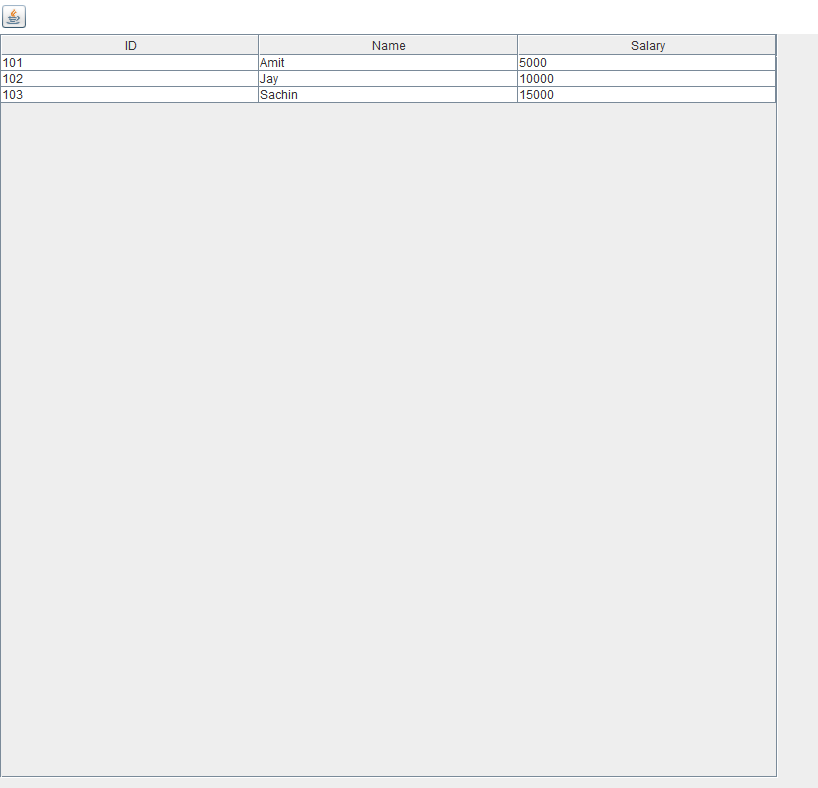 ID Name Salary
101 Amit 5000
102 Jay 10000
103 Sachin 15000